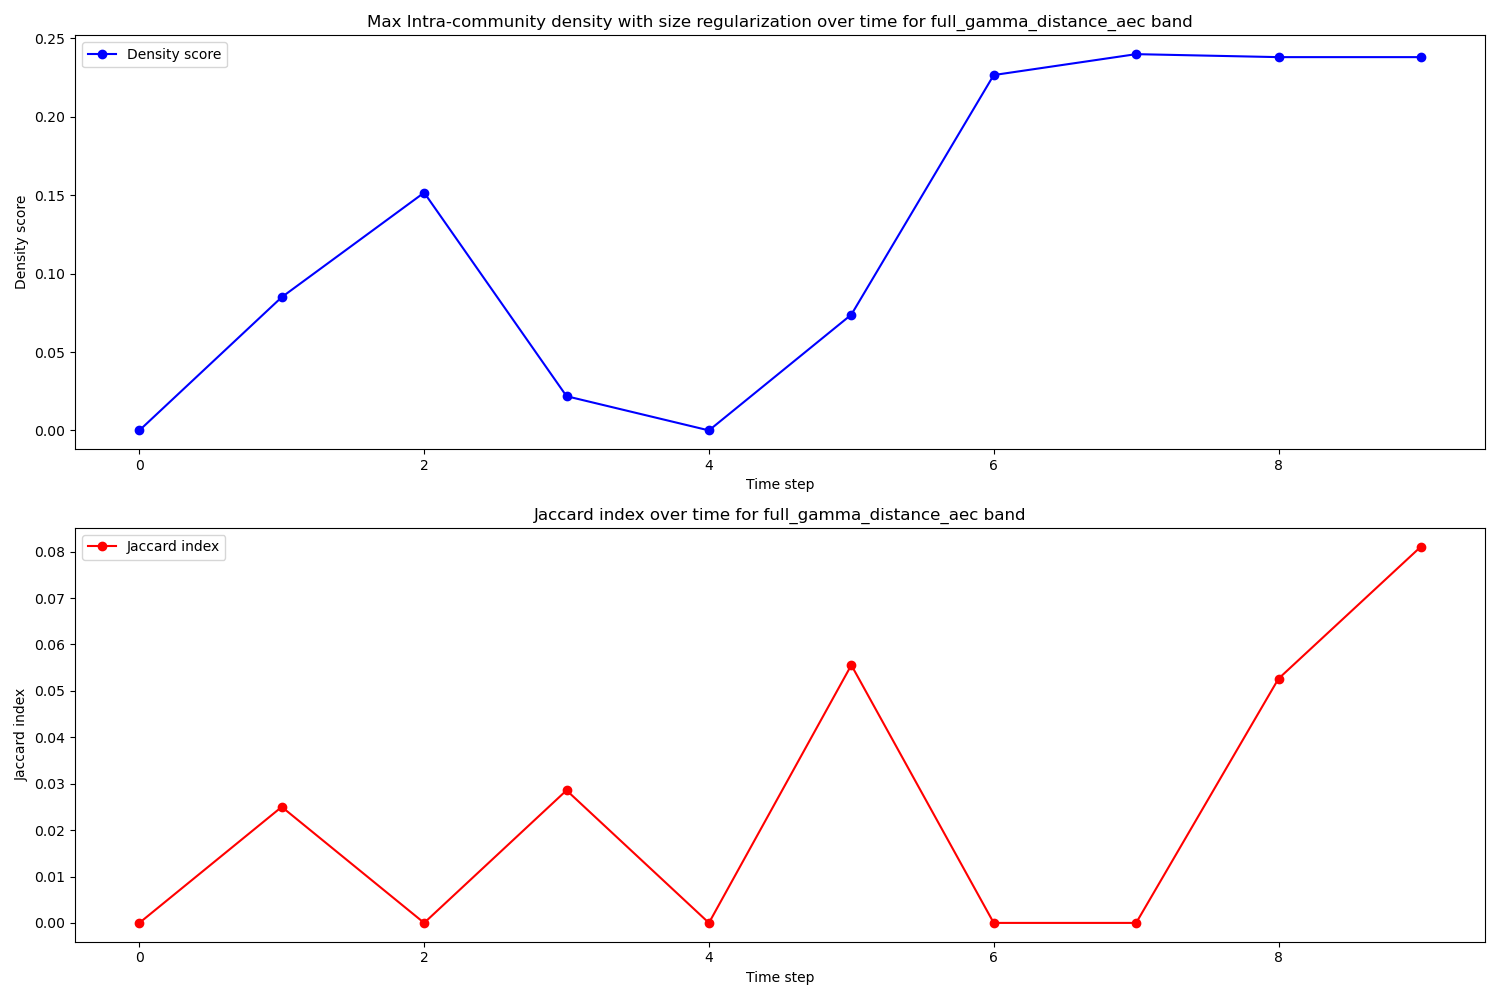 Max Intra-community density with size regularization over time for full_gamma_distance_aec band
Density score
0.25
0.20
0.15
0.10
0.05
0.00
Density score
0 2 4 6 8
Time step
Jaccard index over time for full_gamma_distance_aec band
Jaccard index
0.08
0.07
0.06
0.05
0.04
0.03
0.02
0.01
0.00
Jaccard index
0 2 4 6 8
Time step